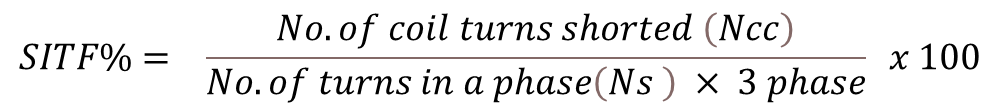 SITF% = No. of coil turns shorted (Ncc) / No. of turns in a phase(Ns ) × 3 phase x 100